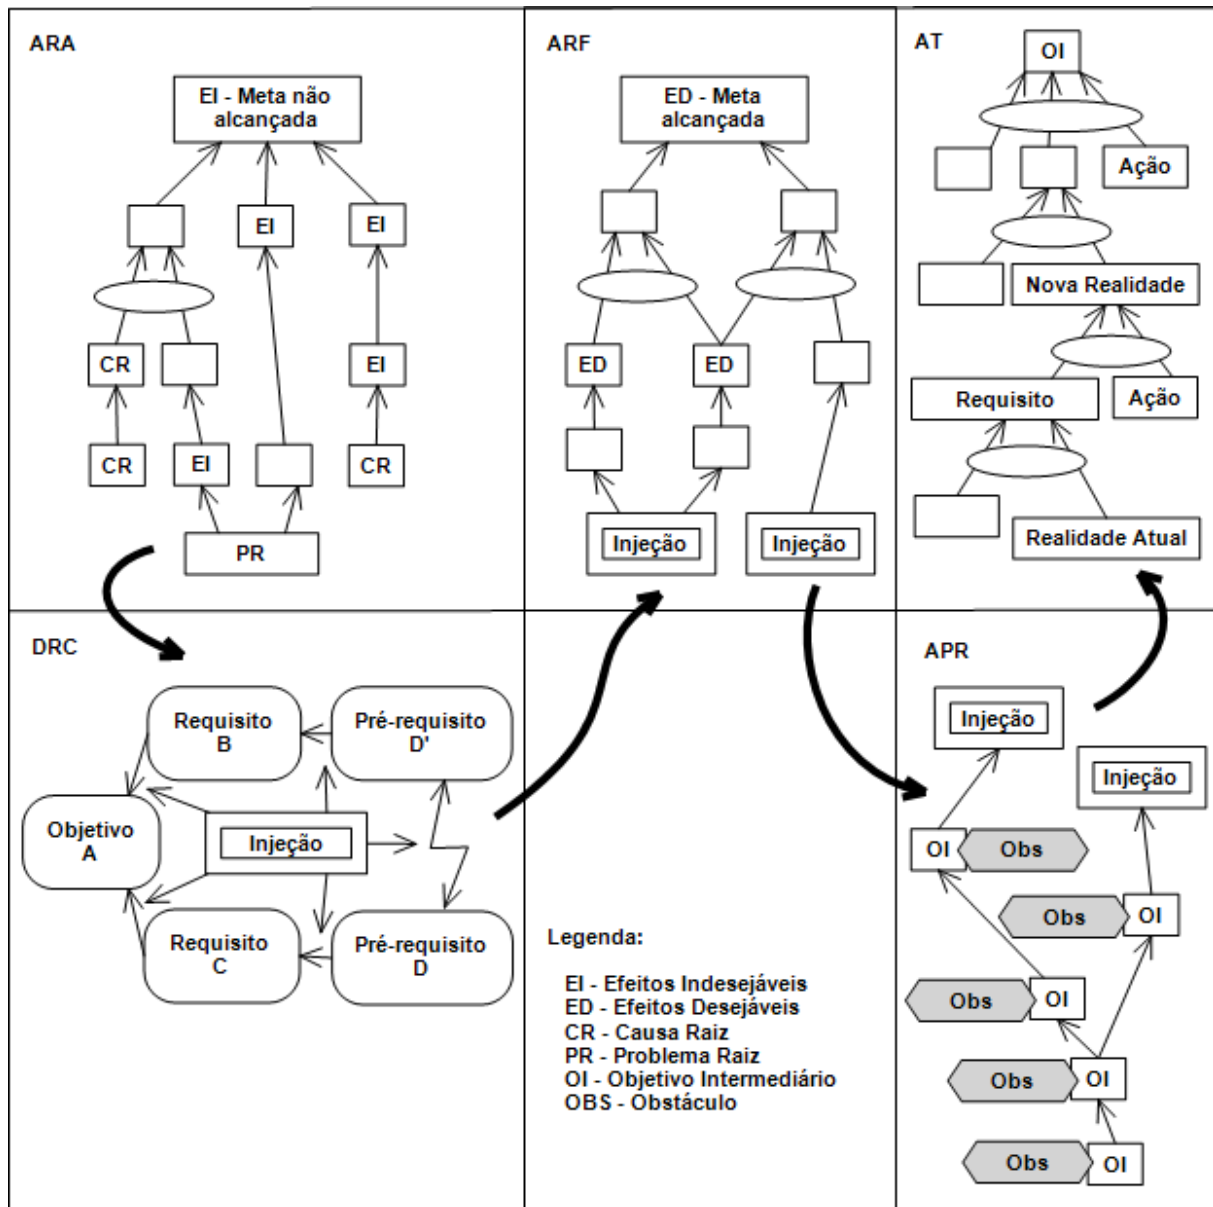 ARA
EI - Meta não
alcançada
EI
EI
CR
EI
CR
EI
CR
PR
ARF
ED - Meta
alcançada
ED
ED
Injeção
Injeção
AT
OI
Ação
Nova Realidade
Requisito
Ação
Realidade Atual
DRC
Requisito
B
Pré-requisito
D'
Objetivo
A
Injeção
Requisito
C
Pré-requisito
D
Legenda:
EI - Efeitos Indesejáveis
ED - Efeitos Desejáveis
CR - Causa Raiz
PR - Problema Raiz
OI - Objetivo Intermediário
OBS - Obstáculo
APR
Injeção
Injeção
OI
Obs
Obs
OI
Obs
OI
Obs
OI
Obs
OI